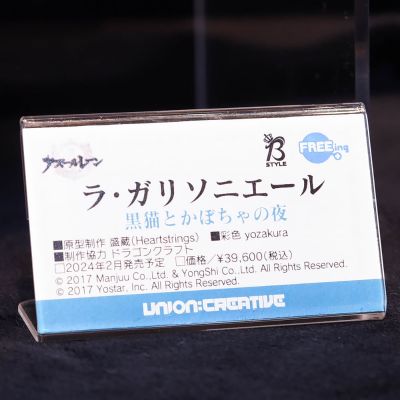 アズールレーン
B STYLE
FREEing
ラ・ガリソニエール
黒猫とかぼちゃの夜
■原型制作 盛蔵(Heartstrings) ■彩色 yozakura
■制作協力 ドラゴンクラフト
□2024年2月発売予定 □価格/¥39,600(税込)
© 2017 Manjuu Co.,Ltd. & YongShi Co.,Ltd. All Rights Reserved.
© 2017 Yostar, Inc. All Rights Reserved.
UNION:CREATIVE